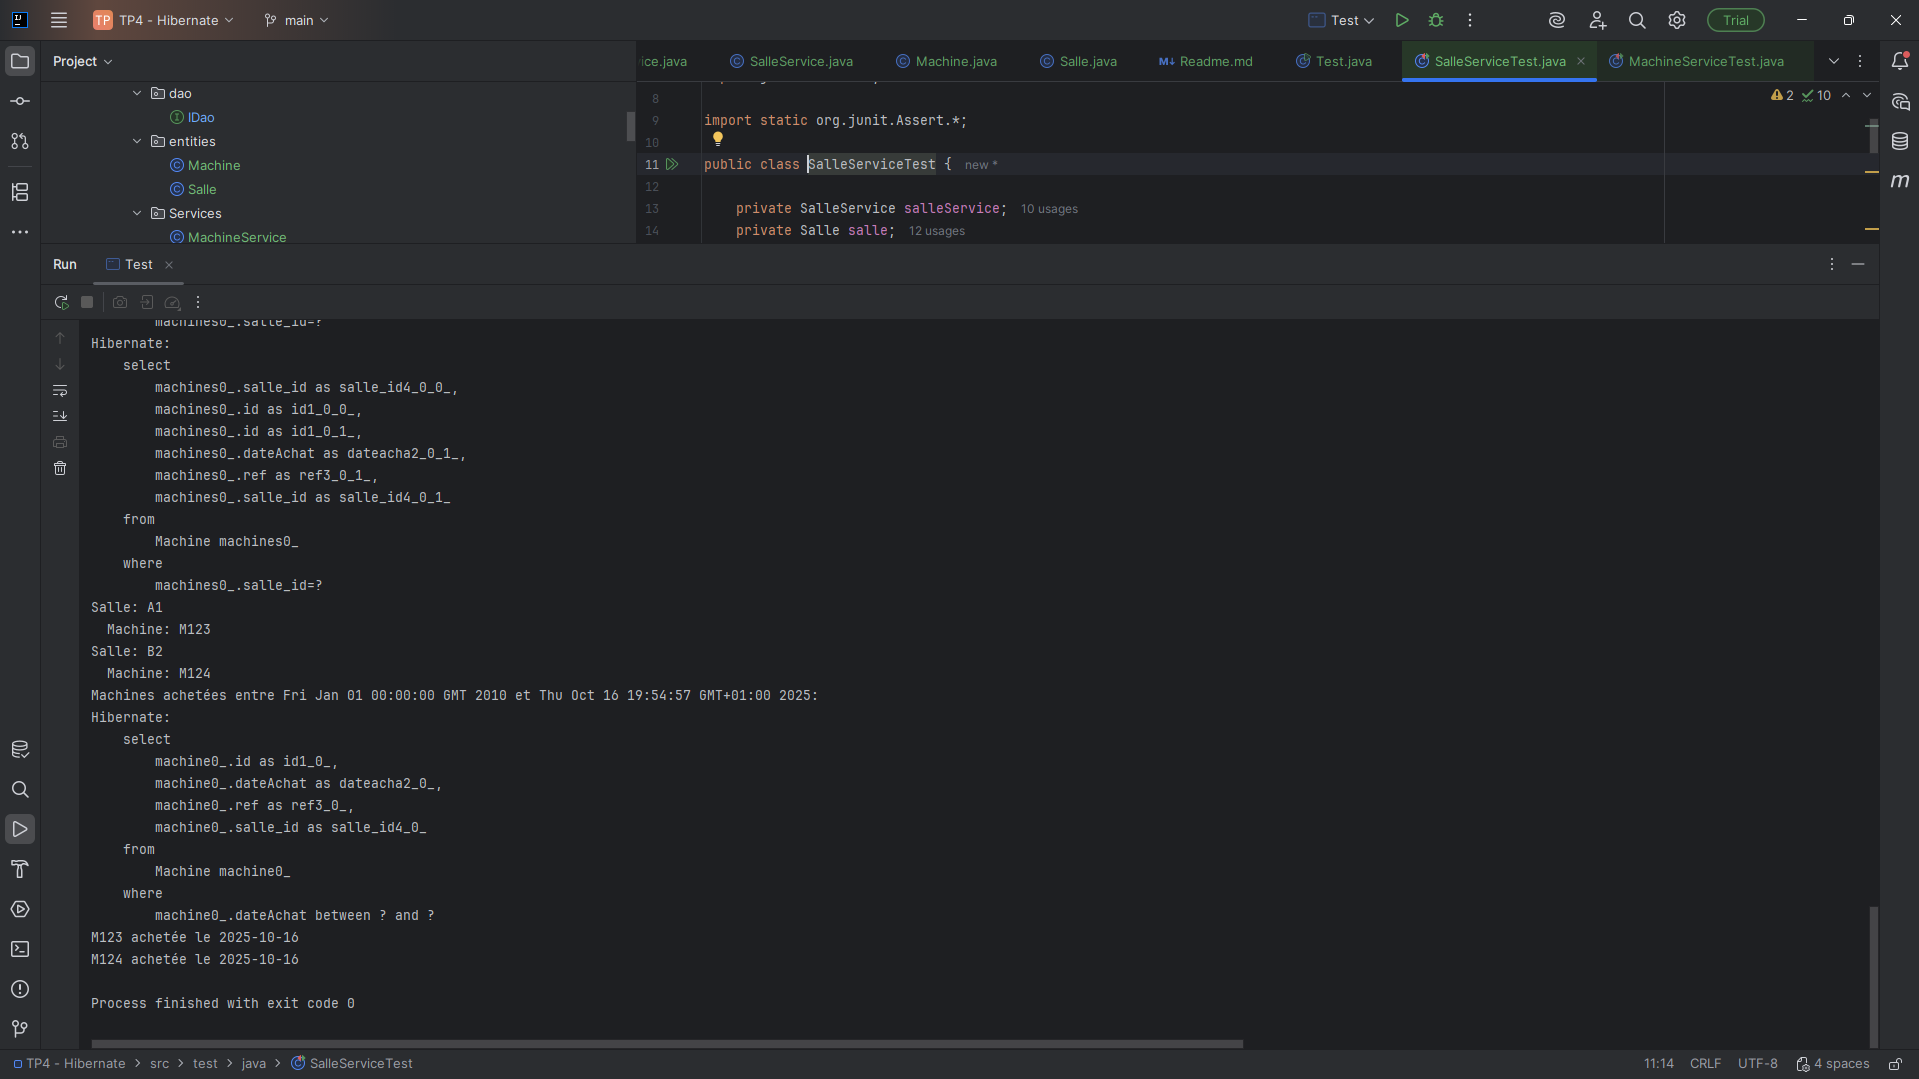 TP TP4 - Hibernate main Test Trial
Project
ice.java SalleService.java Machine.java Salle.java M↓ Readme.md Test.java SalleServiceTest.java MachineServiceTest.java
dao
IDao
entities
Machine
Salle
Services
MachineService
2 10
8
9 import static org.junit.Assert.*;
10
11 public class SalleServiceTest { new *
12
13 private SalleService salleService; 10 usages
14 private Salle salle; 12 usages
Run Test
machines0_.salle_id=?
Hibernate:
select
machines0_.salle_id as salle_id4_0_0_,
machines0_.id as id1_0_0_,
machines0_.id as id1_0_1_,
machines0_.dateAchat as dateacha2_0_1_,
machines0_.ref as ref3_0_1_,
machines0_.salle_id as salle_id4_0_1_
from
Machine machines0_
where
machines0_.salle_id=?
Salle: A1
Machine: M123
Salle: B2
Machine: M124
Machines achetées entre Fri Jan 01 00:00:00 GMT 2010 et Thu Oct 16 19:54:57 GMT+01:00 2025:
Hibernate:
select
machine0_.id as id1_0_,
machine0_.dateAchat as dateacha2_0_,
machine0_.ref as ref3_0_,
machine0_.salle_id as salle_id4_0_
from
Machine machine0_
where
machine0_.dateAchat between ? and ?
M123 achetée le 2025-10-16
M124 achetée le 2025-10-16
Process finished with exit code 0
TP4 - Hibernate > src > test > java > SalleServiceTest 11:14 CRLF UTF-8 4 spaces